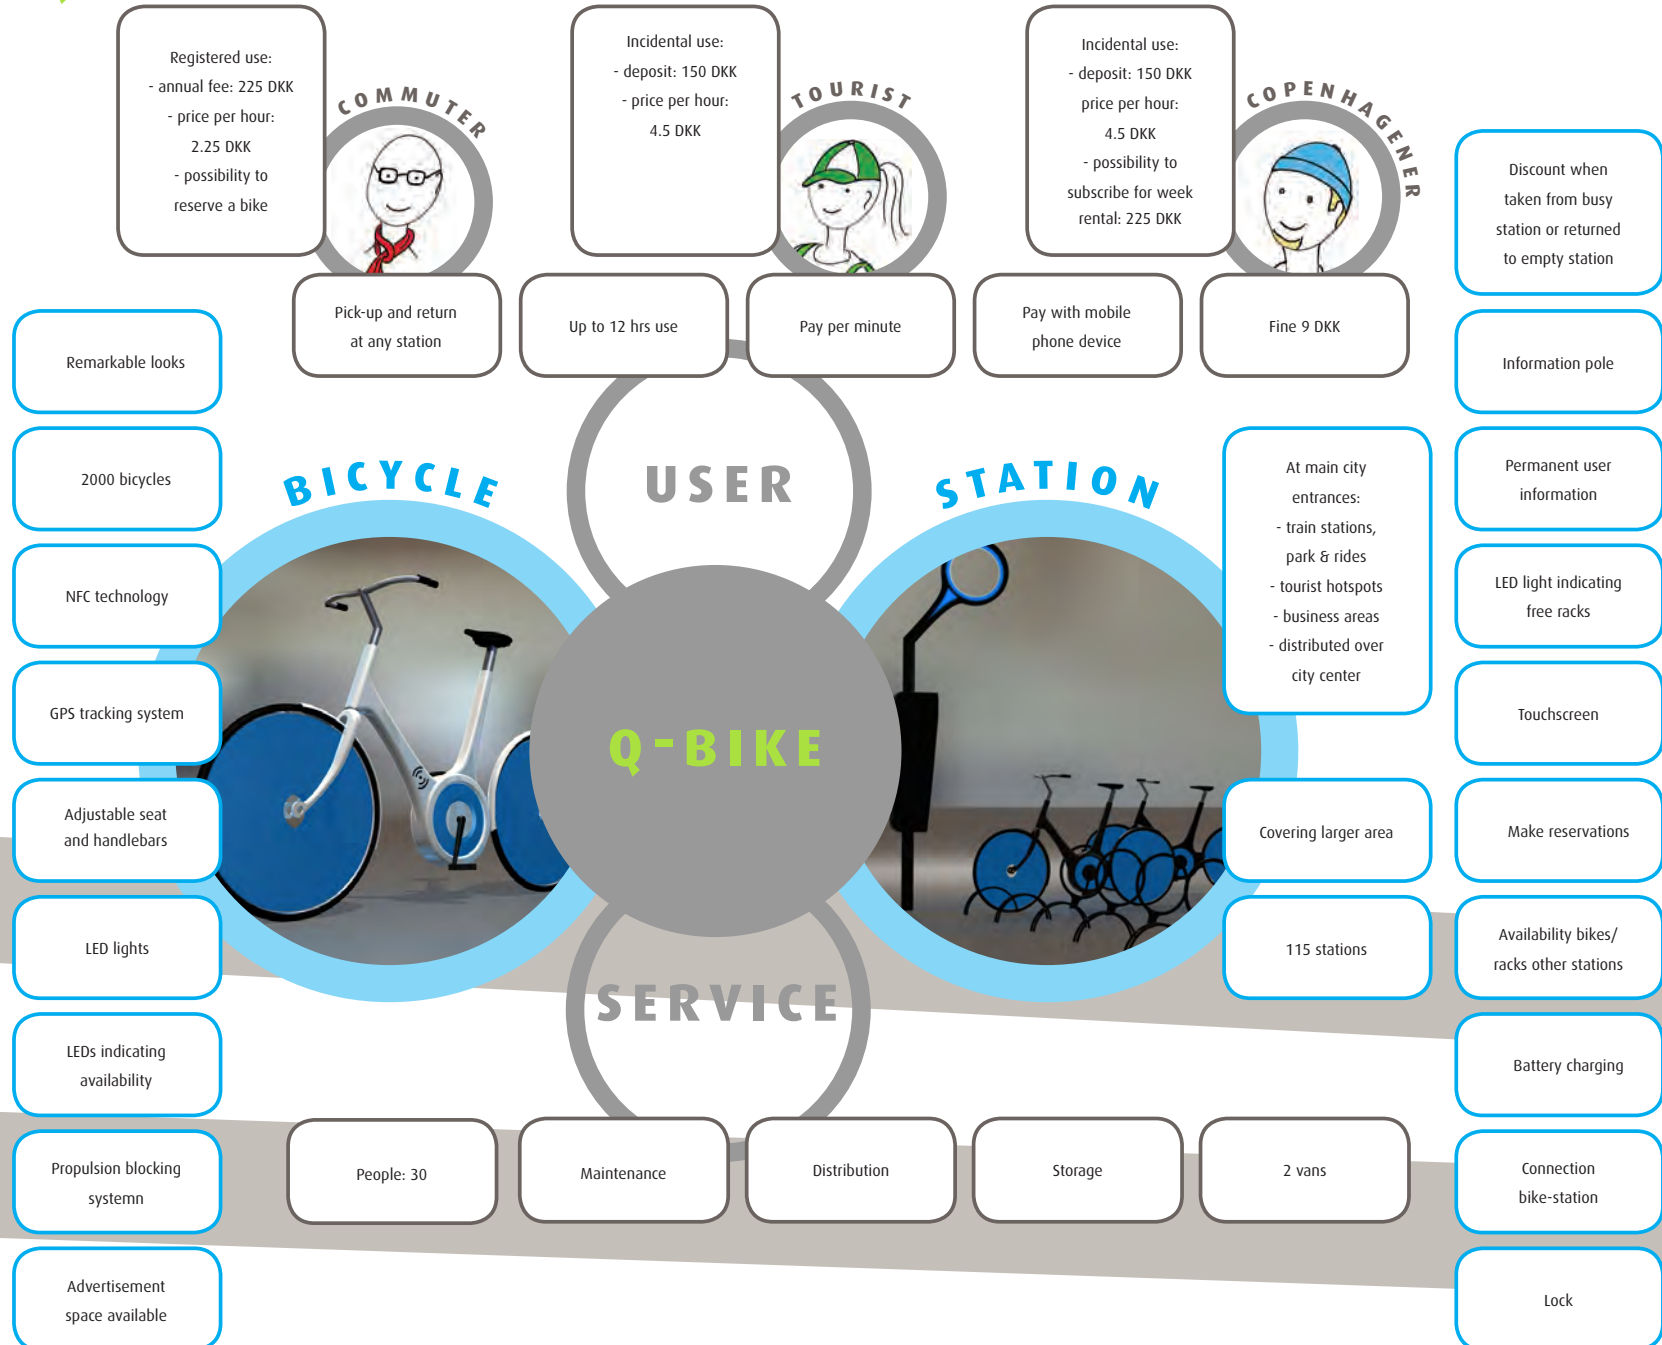 Registered use:
- annual fee: 225 DKK
- price per hour:
2.25 DKK
- possibility to
reserve a bike
COMMUTER
Incidental use:
- deposit: 150 DKK
- price per hour:
4.5 DKK
TOURIST
Incidental use:
- deposit: 150 DKK
price per hour:
4.5 DKK
- possibility to
subscribe for week
rental: 225 DKK
COPENHAGENER
Pick-up and return
at any station
Up to 12 hrs use
Pay per minute
Pay with mobile
phone device
Fine 9 DKK
USER
BICYCLE
Remarkable looks
2000 bicycles
NFC technology
GPS tracking system
Adjustable seat
and handlebars
LED lights
LEDs indicating
availability
Propulsion blocking
systemn
Advertisement
space available
Q-BIKE
STATION
At main city
entrances:
- train stations,
park & rides
- tourist hotspots
- business areas
- distributed over
city center
Covering larger area
115 stations
Discount when
taken from busy
station or returned
to empty station
Information pole
Permanent user
information
LED light indicating
free racks
Touchscreen
Make reservations
Availability bikes/
racks other stations
Battery charging
Connection
bike-station
Lock
SERVICE
People: 30
Maintenance
Distribution
Storage
2 vans